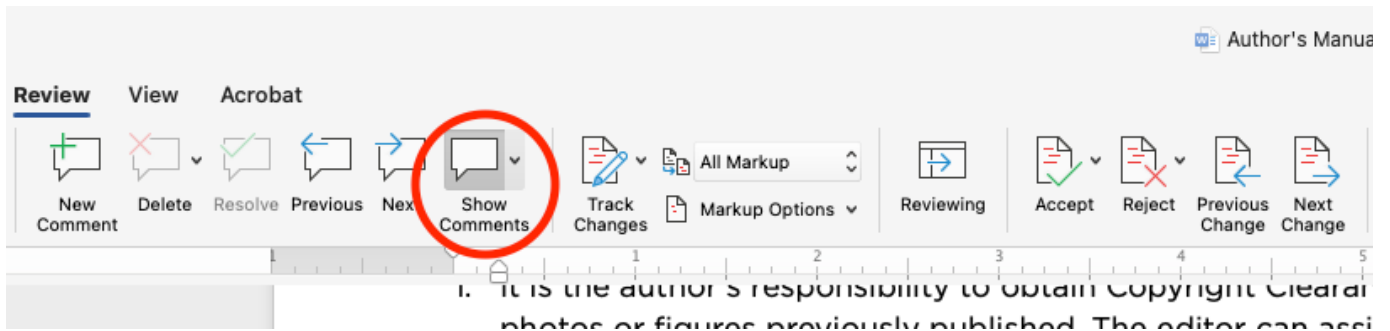 Author's Manua
Review View Acrobat
New Comment
Delete
Resolve
Previous
Nex
Show Comments
Track Changes
All Markup
Markup Options
Reviewing
Accept
Reject
Previous Change
Next Change
1 1 2 3 4 5
It is the author's responsibility to obtain Copyright Cleara
photos or figures previously published. The editor can assi